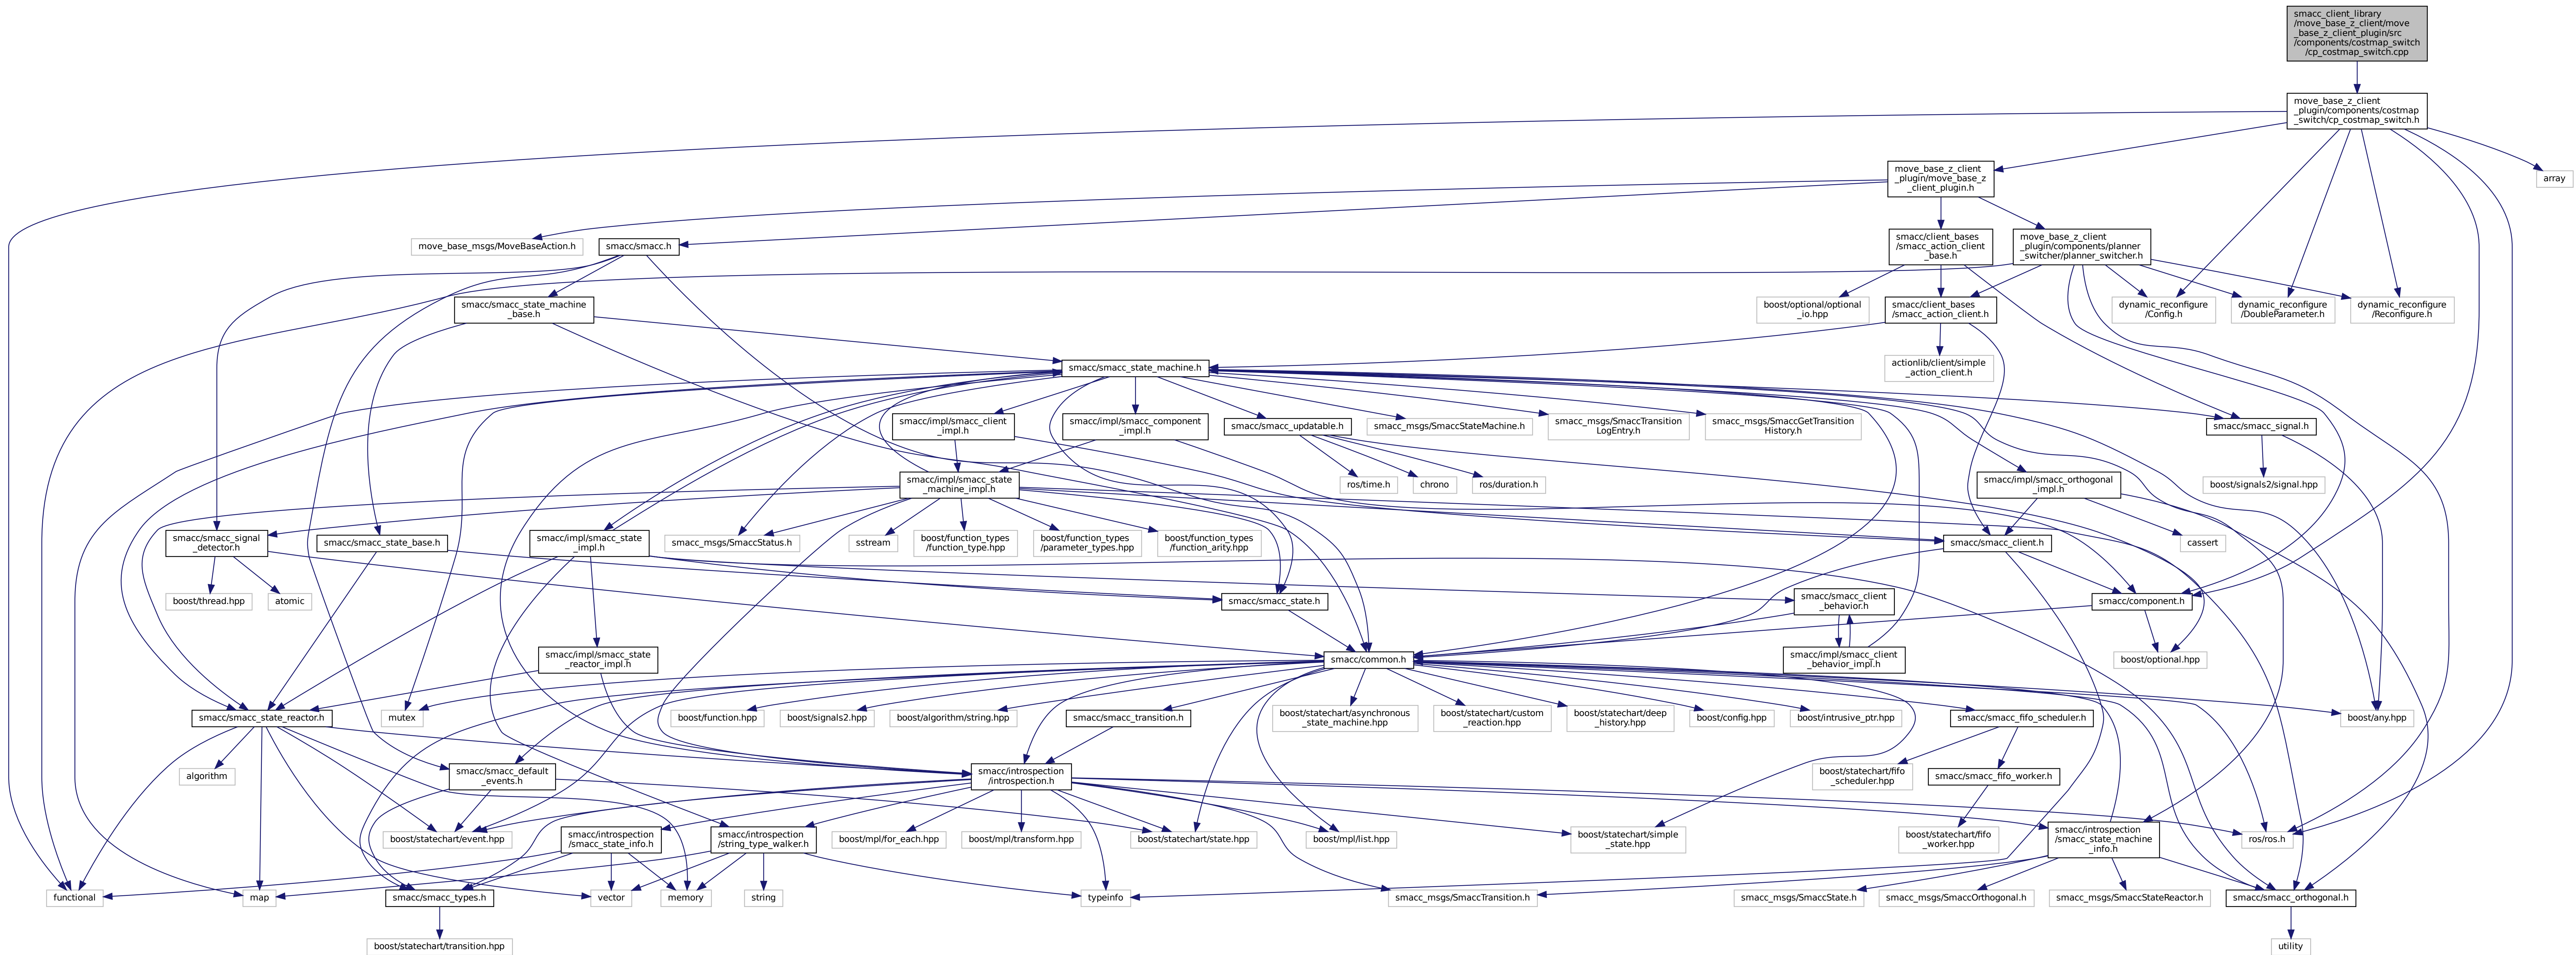 smacc_client_library
/move_base_z_client/move
_base_z_client_plugin/src
/components/costmap_switch
/cp_costmap_switch.cpp
move_base_z_client
_plugin/components/costmap
_switch/cp_costmap_switch.h
move_base_z_client
_plugin/move_base_z
_client_plugin.h
array
move_base_msgs/MoveBaseAction.h
smacc/smacc.h
smacc/client_bases
/smacc_action_client
_base.h
move_base_z_client
_plugin/components/planner
_switcher/planner_switcher.h
smacc/smacc_state_machine
_base.h
boost/optional/optional
_io.hpp
smacc/client_bases
/smacc_action_client.h
dynamic_reconfigure
/Config.h
dynamic_reconfigure
/DoubleParameter.h
dynamic_reconfigure
/Reconfigure.h
smacc/smacc_state_machine.h
actionlib/client/simple
_action_client.h
smacc/impl/smacc_client
_impl.h
smacc/impl/smacc_component
_impl.h
smacc/smacc_updatable.h
smacc_msgs/SmaccStateMachine.h
smacc_msgs/SmaccTransition
LogEntry.h
smacc_msgs/SmaccGetTransition
History.h
smacc/smacc_signal.h
smacc/impl/smacc_state
_machine_impl.h
ros/time.h
chrono
ros/duration.h
smacc/impl/smacc_orthogonal
_impl.h
boost/signals2/signal.hpp
smacc/smacc_signal
_detector.h
smacc/smacc_state_base.h
smacc/impl/smacc_state
_impl.h
smacc_msgs/SmaccStatus.h
sstream
boost/function_types
/function_type.hpp
boost/function_types
/parameter_types.hpp
boost/function_types
/function_arity.hpp
smacc/smacc_client.h
cassert
boost/thread.hpp
atomic
smacc/smacc_state.h
smacc/smacc_client
_behavior.h
smacc/component.h
smacc/impl/smacc_state
_reactor_impl.h
smacc/common.h
smacc/impl/smacc_client
_behavior_impl.h
boost/optional.hpp
smacc/smacc_state_reactor.h
mutex
boost/function.hpp
boost/signals2.hpp
boost/algorithm/string.hpp
smacc/smacc_transition.h
boost/statechart/asynchronous
_state_machine.hpp
boost/statechart/custom
_reaction.hpp
boost/statechart/deep
_history.hpp
boost/config.hpp
boost/intrusive_ptr.hpp
smacc/smacc_fifo_scheduler.h
boost/any.hpp
algorithm
smacc/smacc_default
_events.h
smacc/introspection
/introspection.h
boost/statechart/fifo
_scheduler.hpp
smacc/smacc_fifo_worker.h
boost/statechart/event.hpp
smacc/introspection
/smacc_state_info.h
smacc/introspection
/string_type_walker.h
boost/mpl/for_each.hpp
boost/mpl/transform.hpp
boost/statechart/state.hpp
boost/mpl/list.hpp
boost/statechart/simple
_state.hpp
boost/statechart/fifo
_worker.hpp
smacc/introspection
/smacc_state_machine
_info.h
ros/ros.h
functional
map
smacc/smacc_types.h
vector
memory
string
typeinfo
smacc_msgs/SmaccTransition.h
smacc_msgs/SmaccState.h
smacc_msgs/SmaccOrthogonal.h
smacc_msgs/SmaccStateReactor.h
smacc/smacc_orthogonal.h
boost/statechart/transition.hpp
utility